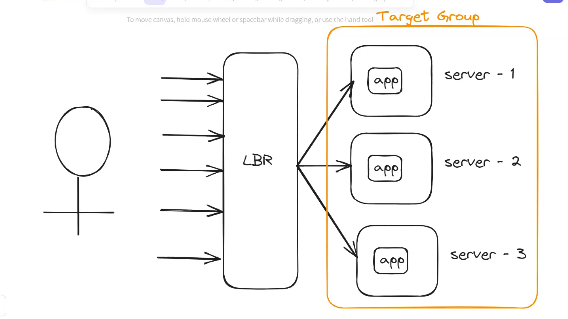 To move canvas, hold mouse wheel or spacebar while dragging, or use the hand tool
Target Group
app
server - 1
LBR
app
server - 2
app
server - 3